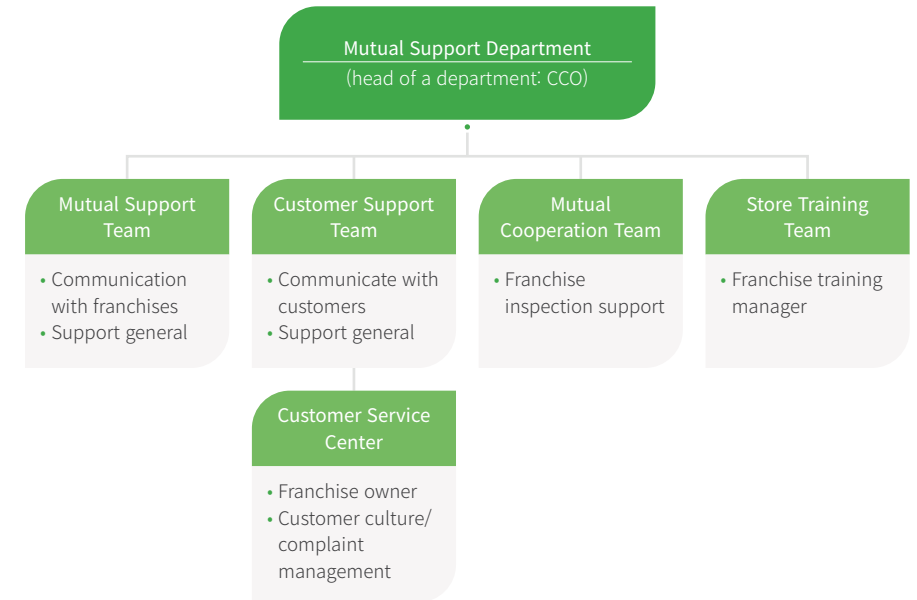 Mutual Support Department
(head of a department: CCO)
Mutual Support
Team
• Communication
with franchises
• Support general
Customer Support
Team
• Communicate with
customers
• Support general
Mutual
Cooperation Team
• Franchise
inspection support
Store Training
Team
• Franchise training
manager
Customer Service
Center
• Franchise owner
• Customer culture/
complaint
management